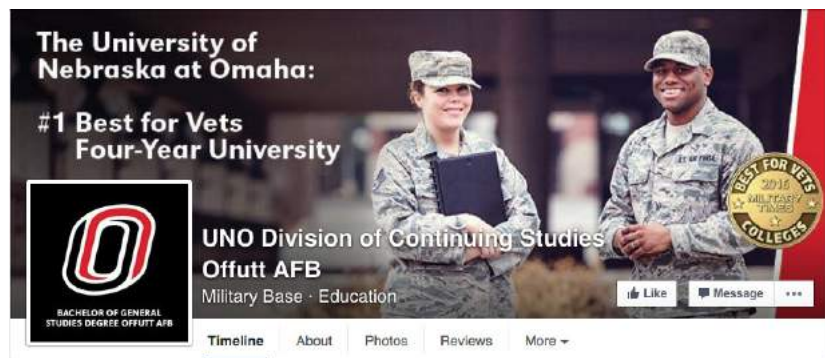 The University of
Nebraska at Omaha:
#1 Best for Vets
Four-Year University
BEST FOR VETS
2016
MILITARY
TIMES
COLLEGES
U.S. AIR FORCE
BACHELOR OF GENERAL
STUDIES DEGREE OFFUTT AFB
UNO Division of Continuing Studies
Offutt AFB
Military Base · Education
Like
Message
Timeline
About
Photos
Reviews
More